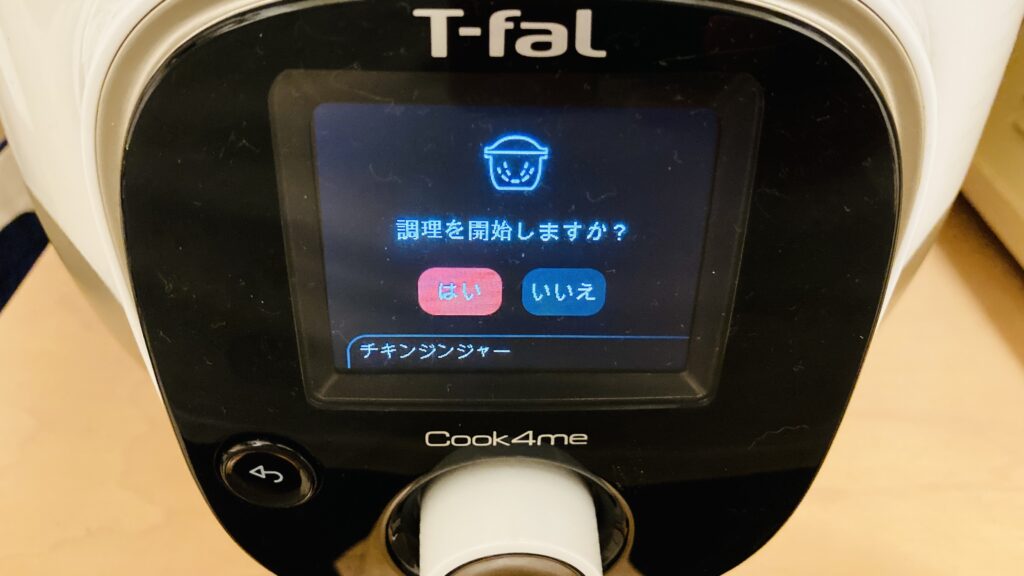 T-fal
調理を開始しますか？
はい いいえ
チキンジンジャー
Cook4me